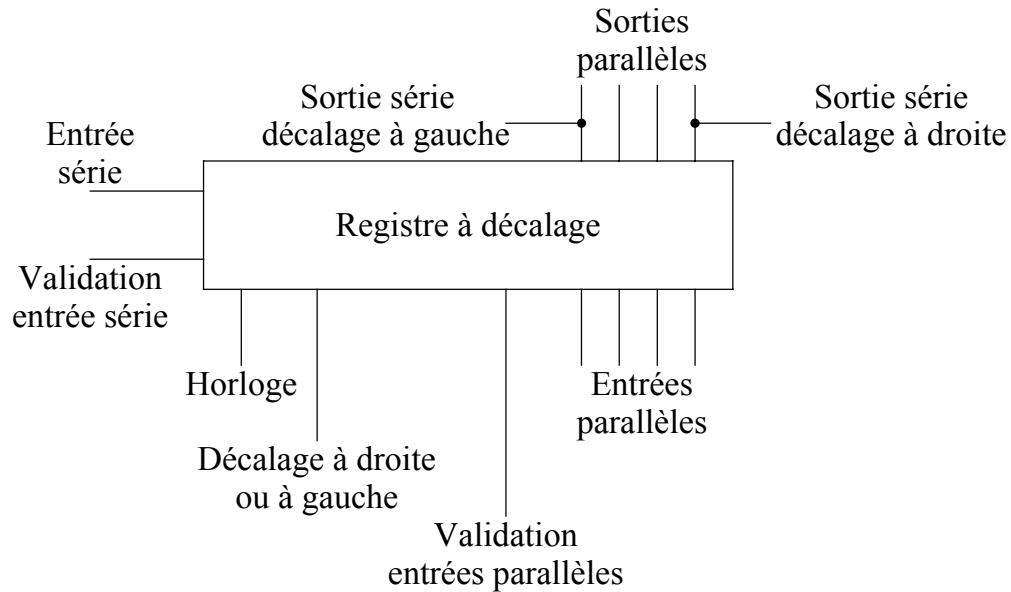 Sorties
parallèles
Sortie série
décalage à gauche
Sortie série
décalage à droite
Entrée
série
Registre à décalage
Validation
entrée série
Horloge
Entrées
parallèles
Décalage à droite
ou à gauche
Validation
entrées parallèles